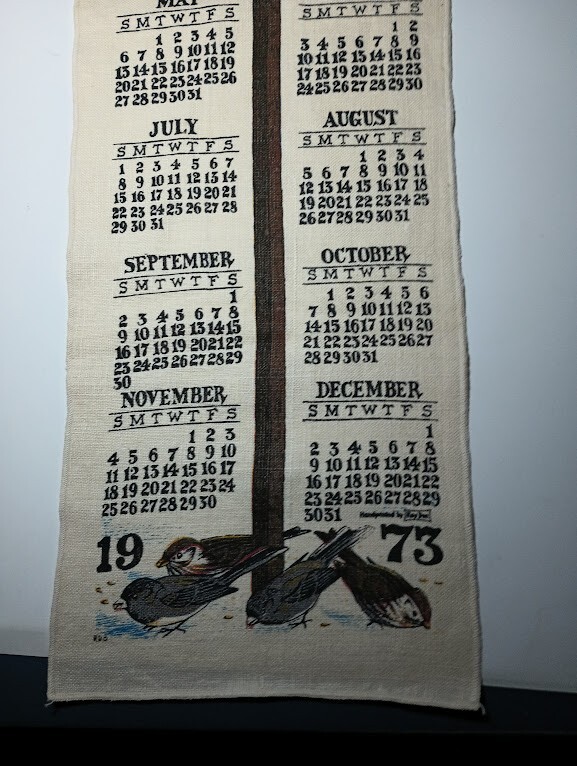 MAY
S M T W T F S
1 2 3 4 5
6 7 8 9 10 11 12
13 14 15 16 17 18 19
20 21 22 23 24 25 26
27 28 29 30 31
S M T W T F S
1 2
3 4 5 6 7 8 9
10 11 12 13 14 15 16
17 18 19 20 21 22 23
24 25 26 27 28 29 30
JULY
S M T W T F S
1 2 3 4 5 6 7
8 9 10 11 12 13 14
15 16 17 18 19 20 21
22 23 24 25 26 27 28
29 30 31
AUGUST
S M T W T F S
1 2 3 4
5 6 7 8 9 10 11
12 13 14 15 16 17 18
19 20 21 22 23 24 25
26 27 28 29 30 31
SEPTEMBER
S M T W T F S
1
2 3 4 5 6 7 8
9 10 11 12 13 14 15
16 17 18 19 20 21 22
23 24 25 26 27 28 29
30
OCTOBER
S M T W T F S
1 2 3 4 5 6
7 8 9 10 11 12 13
14 15 16 17 18 19 20
21 22 23 24 25 26 27
28 29 30 31
NOVEMBER
S M T W T F S
1 2 3
4 5 6 7 8 9 10
11 12 13 14 15 16 17
18 19 20 21 22 23 24
25 26 27 28 29 30
DECEMBER
S M T W T F S
1
2 3 4 5 6 7 8
9 10 11 12 13 14 15
16 17 18 19 20 21 22
23 24 25 26 27 28 29
30 31 Handprinted by
19 73